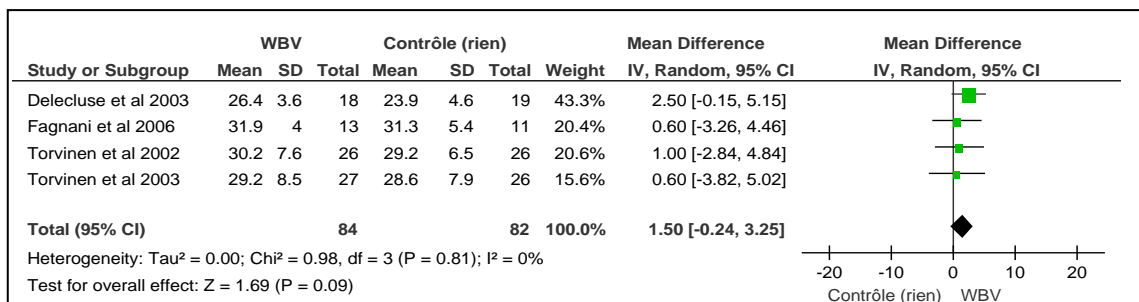 WBV Contrôle (rien) Mean Difference Mean Difference
Study or Subgroup Mean SD Total Mean SD Total Weight IV, Random, 95% CI IV, Random, 95% CI
Delecluse et al 2003 26.4 3.6 18 23.9 4.6 19 43.3% 2.50 [-0.15, 5.15]
Fagnani et al 2006 31.9 4 13 31.3 5.4 11 20.4% 0.60 [-3.26, 4.46]
Torvinen et al 2002 30.2 7.6 26 29.2 6.5 26 20.6% 1.00 [-2.84, 4.84]
Torvinen et al 2003 29.2 8.5 27 28.6 7.9 26 15.6% 0.60 [-3.82, 5.02]
Total (95% CI) 84 82 100.0% 1.50 [-0.24, 3.25]
Heterogeneity: Tau² = 0.00; Chi² = 0.98, df = 3 (P = 0.81); I² = 0%
Test for overall effect: Z = 1.69 (P = 0.09)
-20 -10 0 10 20
Contrôle (rien) WBV